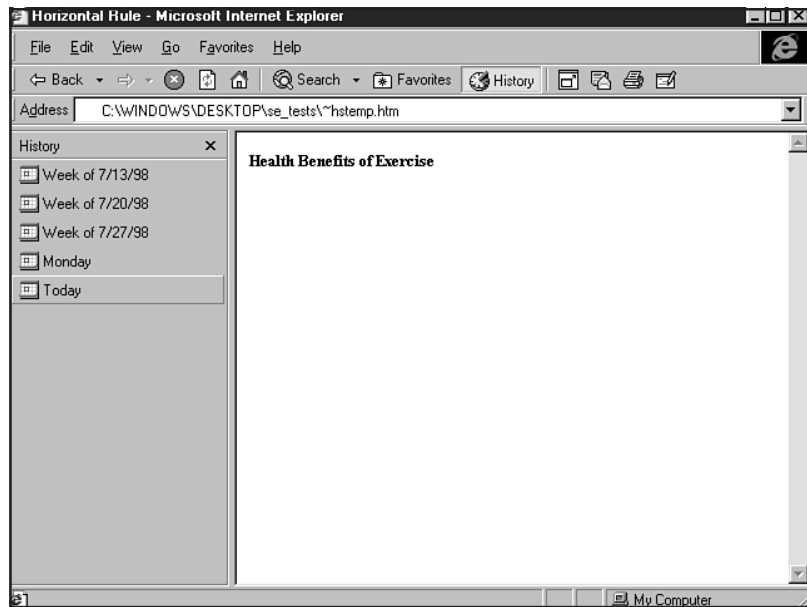 Horizontal Rule - Microsoft Internet Explorer
File Edit View Go Favorites Help
Back Search Favorites History
Address C:\WINDOWS\DESKTOP\se_tests\~hstemp.htm
History
Week of 7/13/98
Week of 7/20/98
Week of 7/27/98
Monday
Today
Health Benefits of Exercise
My Computer